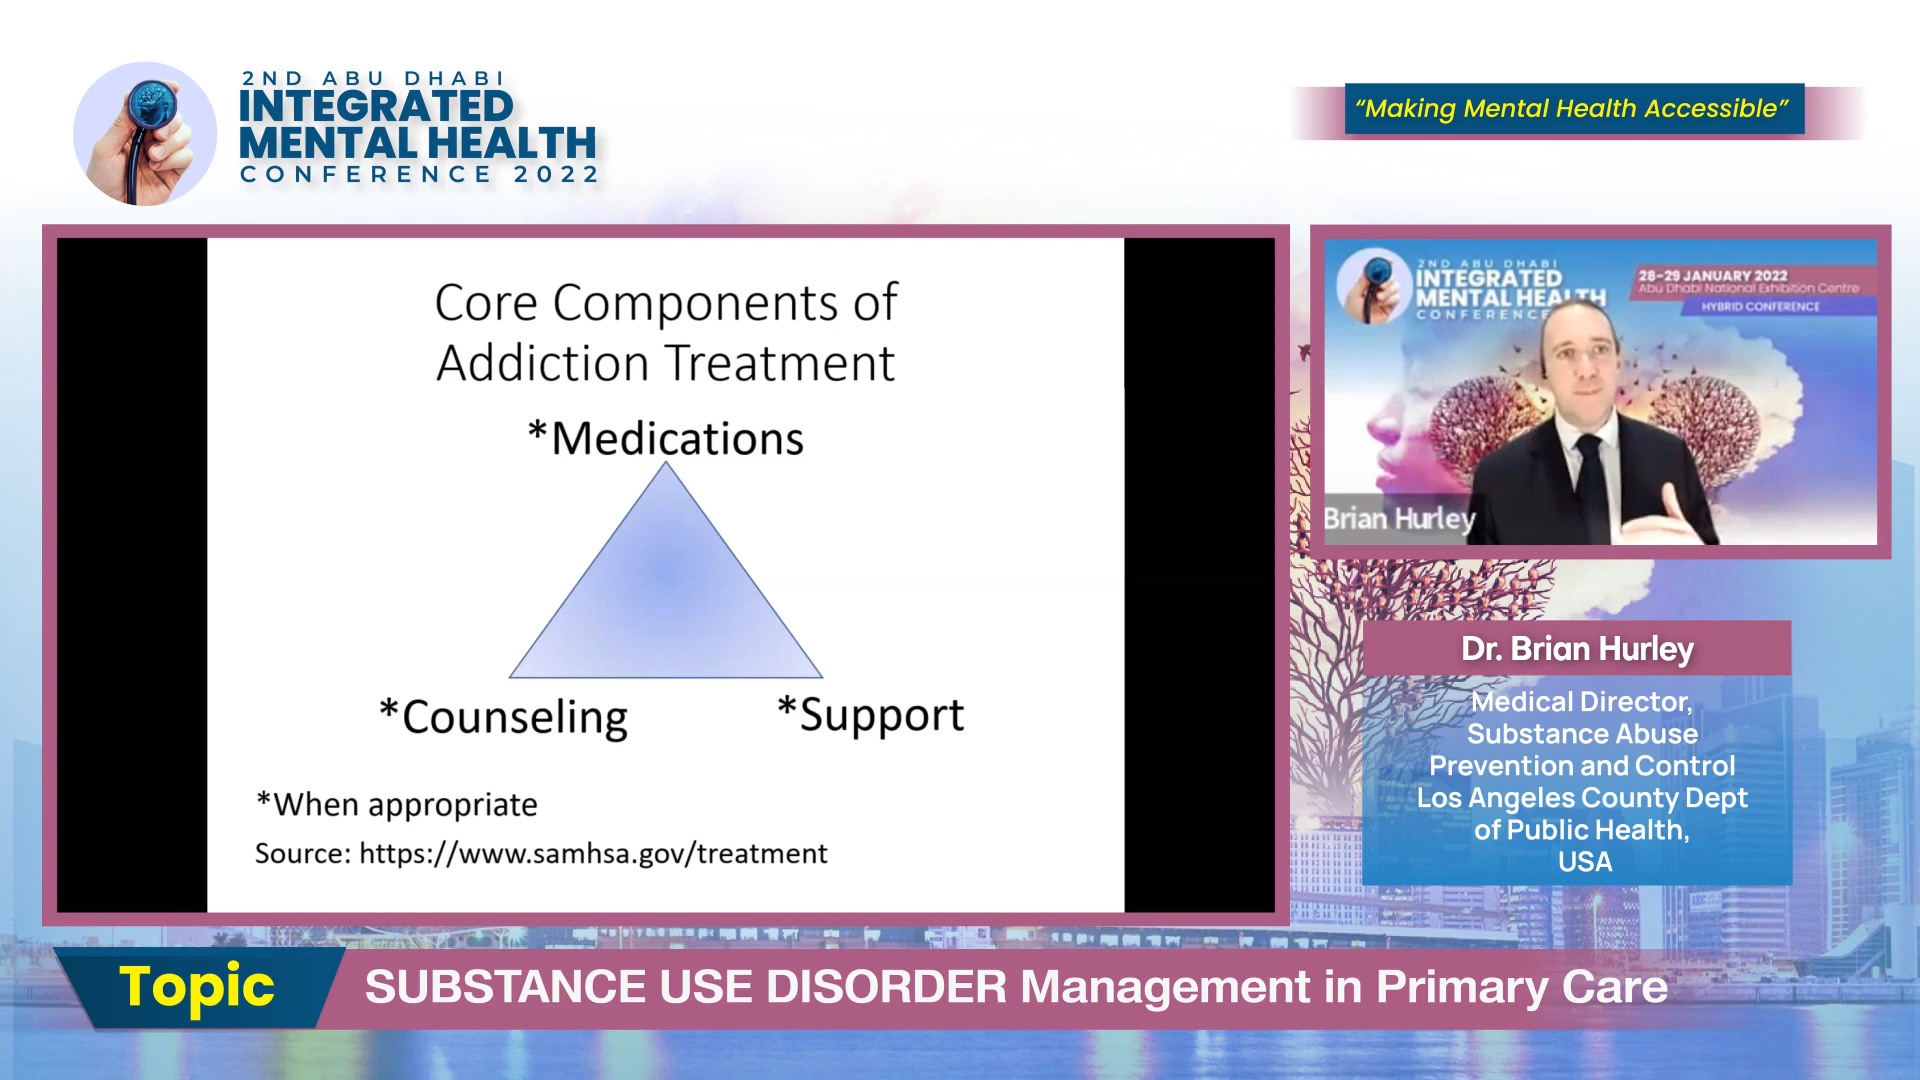 2ND ABU DHABI
INTEGRATED
MENTAL HEALTH
CONFERENCE 2022
“Making Mental Health Accessible”
Core Components of
Addiction Treatment
*Medications
*Counseling
*Support
*When appropriate
Source: https://www.samhsa.gov/treatment
2ND ABU DHABI
INTEGRATED
MENTAL HEALTH
CONFERENCE
28-29 JANUARY 2022
Abu Dhabi National Exhibition Centre
HYBRID CONFERENCE
Brian Hurley
Dr. Brian Hurley
Medical Director,
Substance Abuse
Prevention and Control
Los Angeles County Dept
of Public Health,
USA
Topic
SUBSTANCE USE DISORDER Management in Primary Care